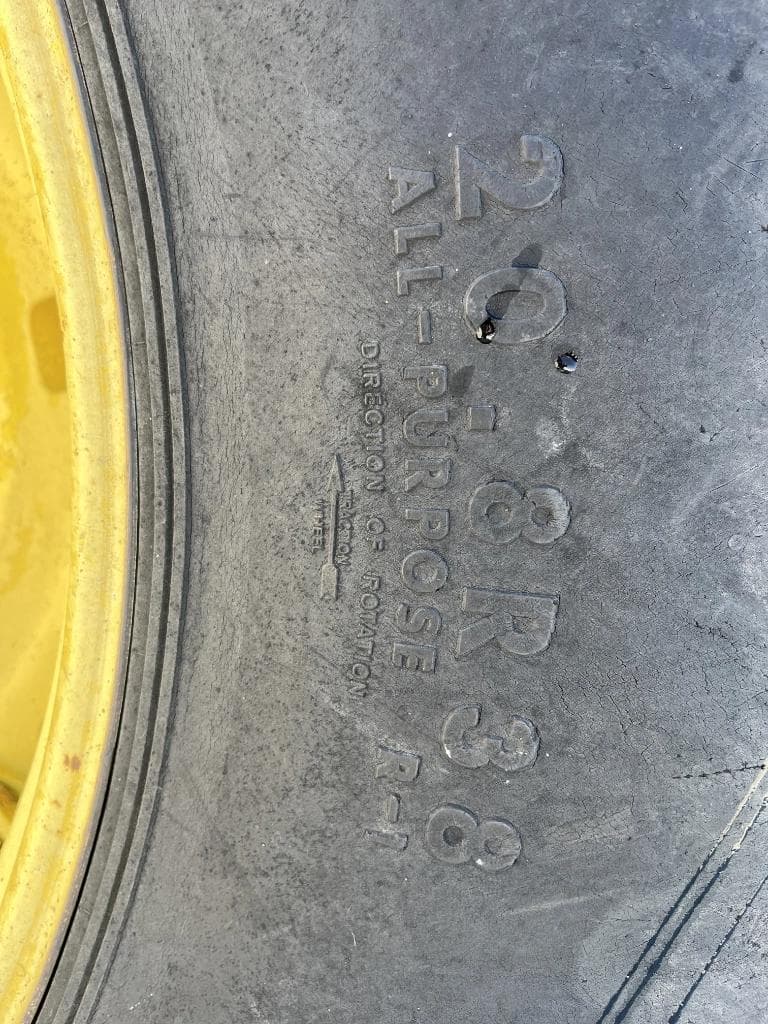 20.8R38
ALL-PURPOSE R-1
DIRECTION OF ROTATION
TRACTION
WHEEL